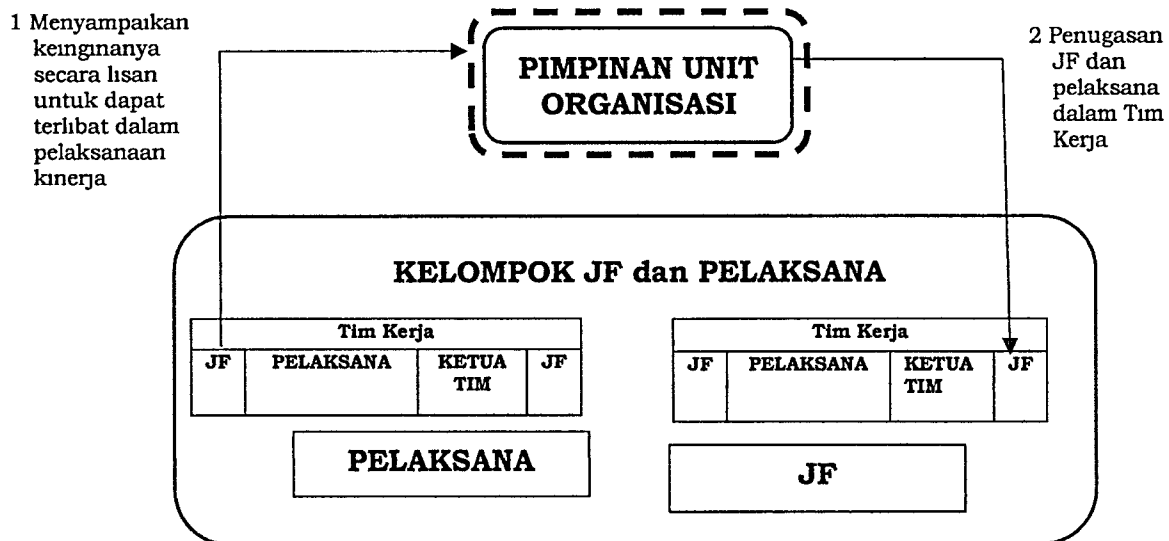 1 Menyampaikan
keinginanya
secara lisan
untuk dapat
terlibat dalam
pelaksanaan
kinerja
PIMPINAN UNIT
ORGANISASI
2 Penugasan
JF dan
pelaksana
dalam Tim
Kerja
KELOMPOK JF dan PELAKSANA
Tim Kerja
JF PELAKSANA KETUA TIM JF
Tim Kerja
JF PELAKSANA KETUA TIM JF
PELAKSANA
JF